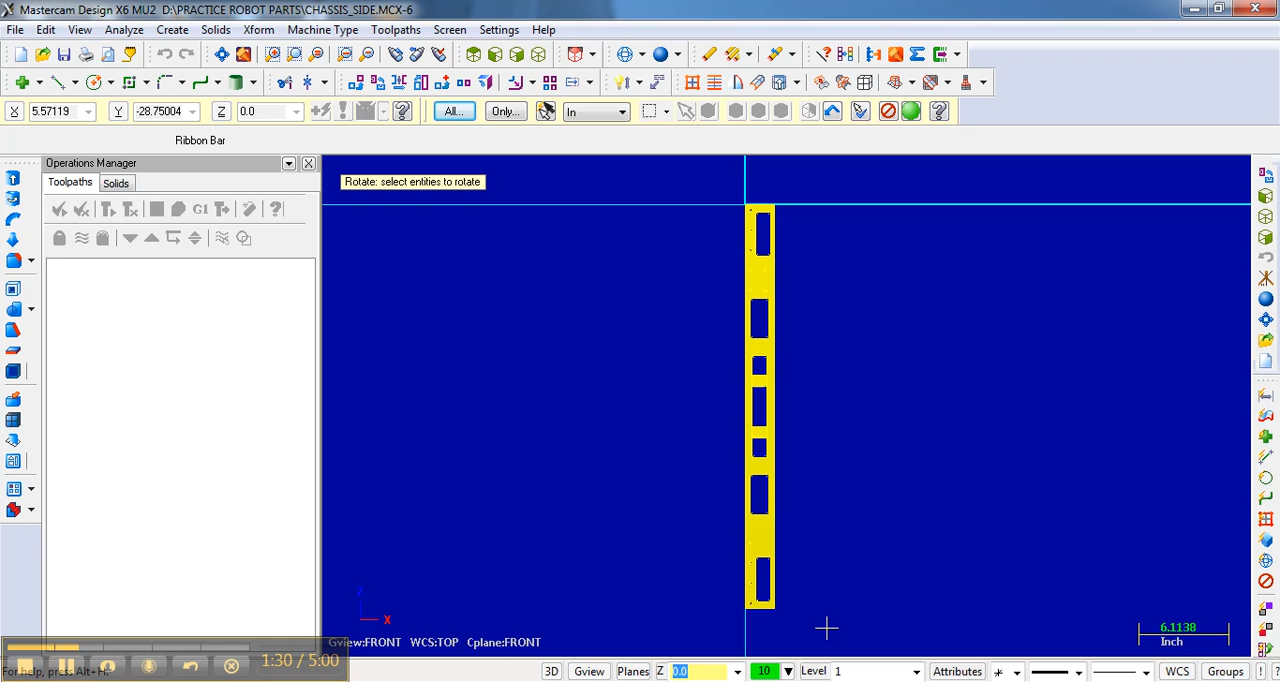 Mastercam Design X6 MU2 D:\PRACTICE ROBOT PARTS\CHASSIS_SIDE.MCX-6
File Edit View Analyze Create Solids Xform Machine Type Toolpaths Screen Settings Help
X 5.57119 Y -28.75004 Z 0.0 All... Only... In
Ribbon Bar
Operations Manager
Toolpaths Solids
Rotate: select entities to rotate
G1
Z
X
Gview:FRONT WCS:TOP Cplane:FRONT
6.1138
Inch
1:30 / 5:00
For help, press Alt+H.
3D Gview Planes Z 0.0 10 Level 1 Attributes WCS Groups